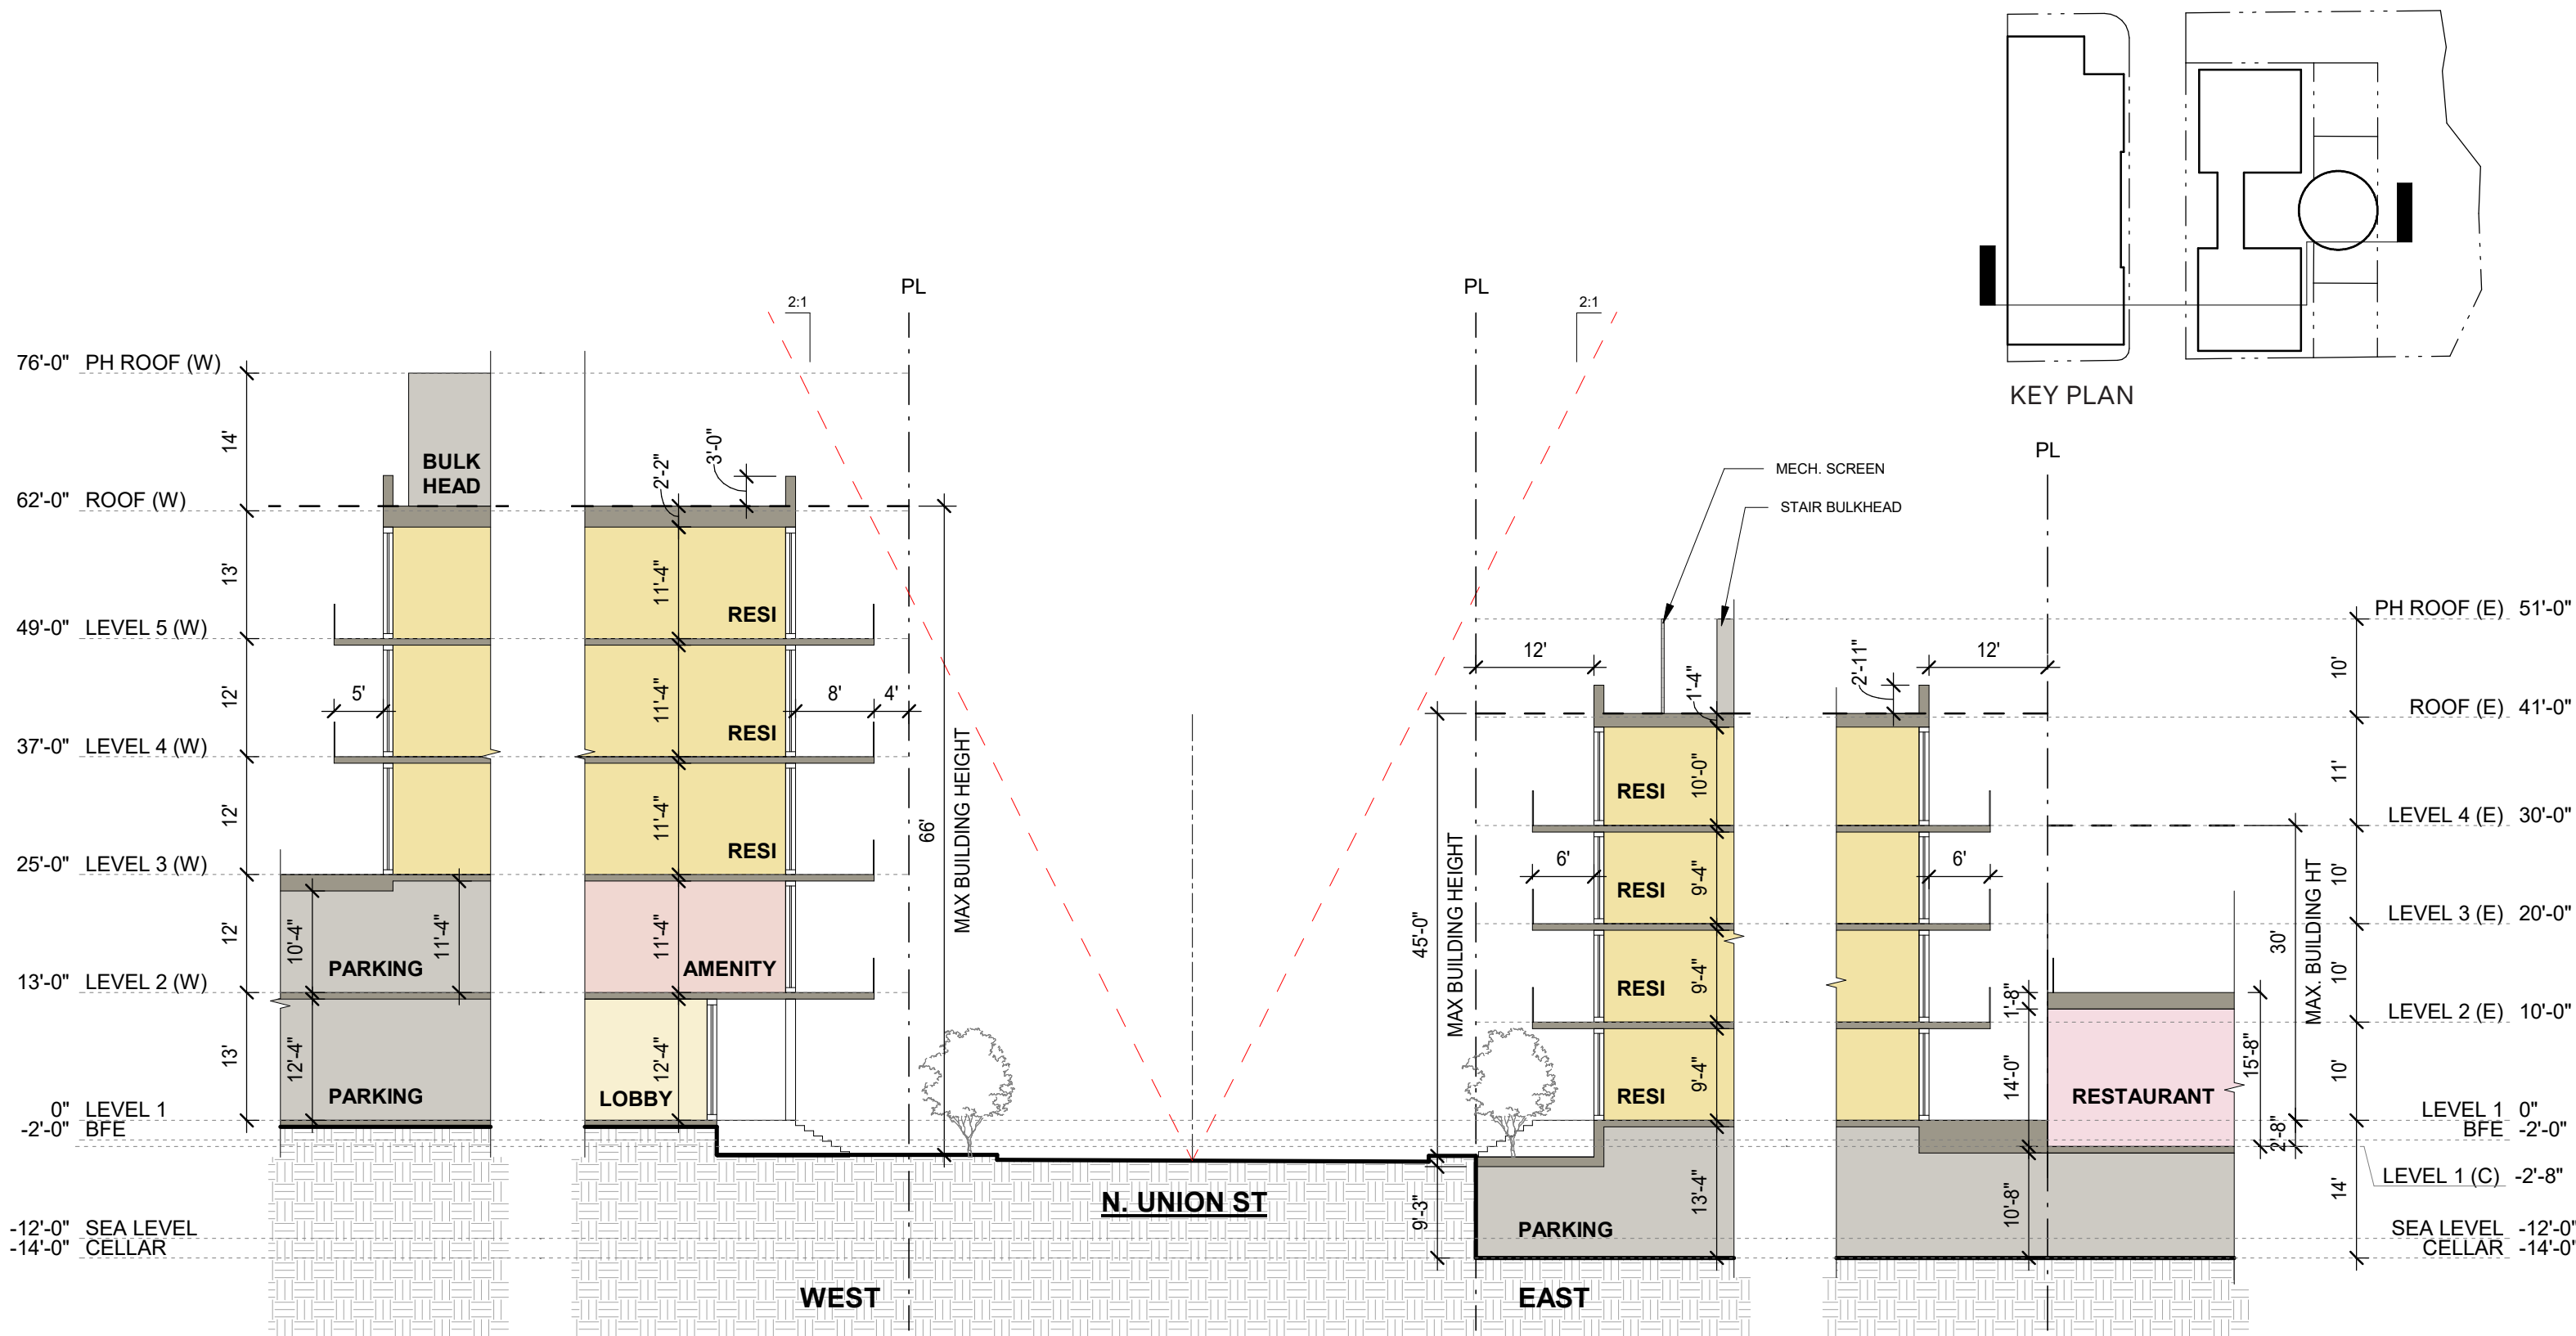 KEY PLAN
PL
PL
PL
2:1
2:1
76'-0" PH ROOF (W)
62'-0" ROOF (W)
49'-0" LEVEL 5 (W)
37'-0" LEVEL 4 (W)
25'-0" LEVEL 3 (W)
13'-0" LEVEL 2 (W)
0" LEVEL 1
-2'-0" BFE
-12'-0" SEA LEVEL
-14'-0" CELLAR
14'
13'
12'
12'
12'
13'
BULK
HEAD
5'
10'-4"
11'-4"
PARKING
12'-4"
PARKING
2'-2"
3'-0"
11'-4"
RESI
11'-4"
RESI
8'
4'
11'-4"
RESI
11'-4"
AMENITY
12'-4"
LOBBY
66'
MAX BUILDING HEIGHT
N. UNION ST
WEST
EAST
45'-0"
MAX BUILDING HEIGHT
9'-3"
MECH. SCREEN
STAIR BULKHEAD
12'
1'-4"
RESI
10'-0"
6'
RESI
9'-4"
RESI
9'-4"
RESI
9'-4"
13'-4"
PARKING
2'-11"
12'
6'
1'-8"
14'-0"
10'-8"
RESTAURANT
15'-8"
2'-8"
30'
MAX. BUILDING HT
10'
11'
10'
10'
10'
14'
PH ROOF (E) 51'-0"
ROOF (E) 41'-0"
LEVEL 4 (E) 30'-0"
LEVEL 3 (E) 20'-0"
LEVEL 2 (E) 10'-0"
LEVEL 1 0"
BFE -2'-0"
LEVEL 1 (C) -2'-8"
SEA LEVEL -12'-0"
CELLAR -14'-0"